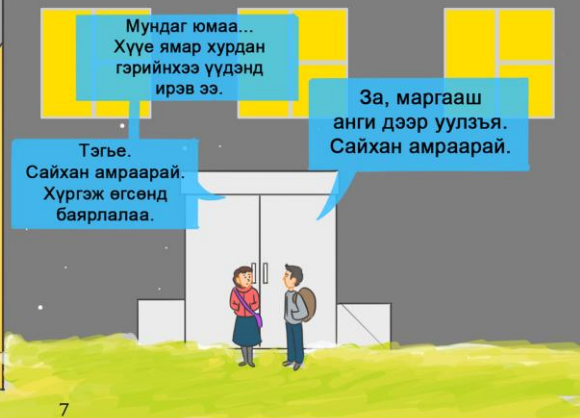 Мундаг юмаа...
Хүүе ямар хурдан
гэрийнхээ үүдэнд
ирэв ээ.
За, маргааш
анги дээр уулзъя.
Сайхан амраарай.
Тэгье.
Сайхан амраарай.
Хүргэж өгсөнд
баярлалаа.
7